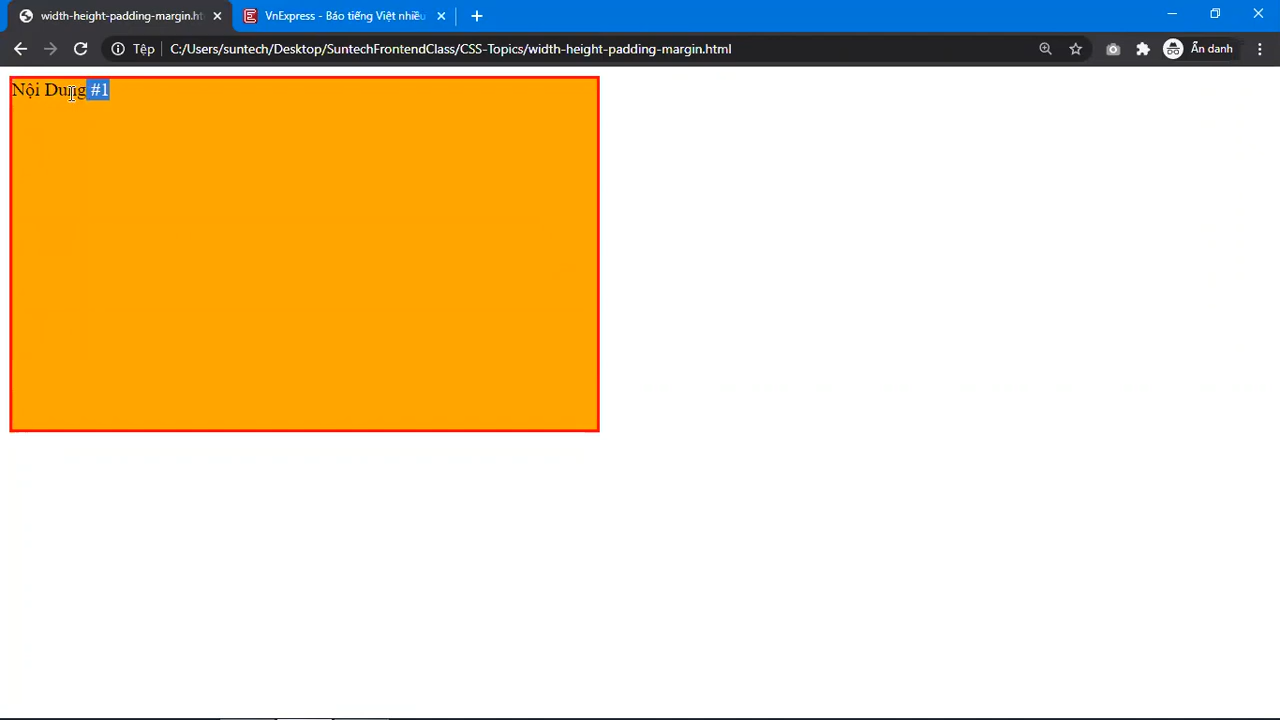 width-height-padding-margin.ht
VnExpress - Báo tiếng Việt nhiều
Tệp
C:/Users/suntech/Desktop/SuntechFrontendClass/CSS-Topics/width-height-padding-margin.html
Ẩn danh
Nội Dung #1